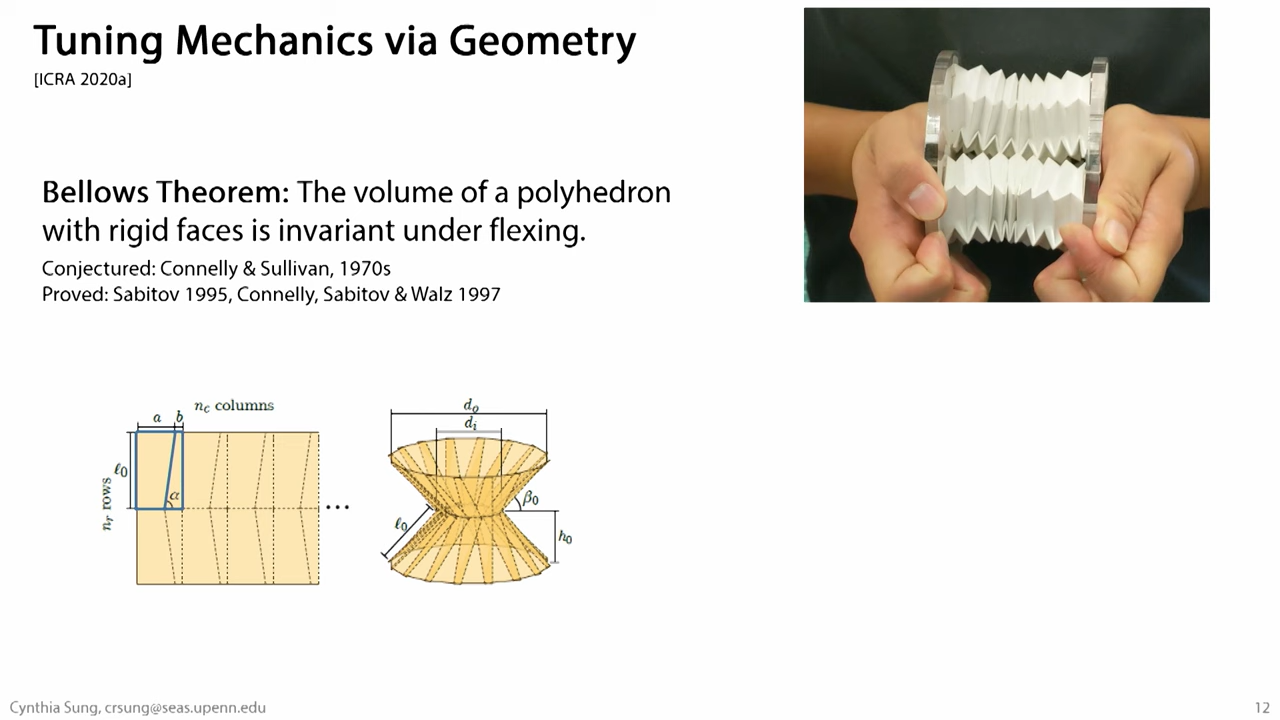 Tuning Mechanics via Geometry
[ICRA 2020a]
Bellows Theorem: The volume of a polyhedron
with rigid faces is invariant under flexing.
Conjectured: Connelly & Sullivan, 1970s
Proved: Sabitov 1995, Connelly, Sabitov & Walz 1997
n_c columns
a b
ℓ₀
n_r rows
α
...
d_o
d_i
β₀
ℓ₀
h₀
Cynthia Sung, crsung@seas.upenn.edu
12